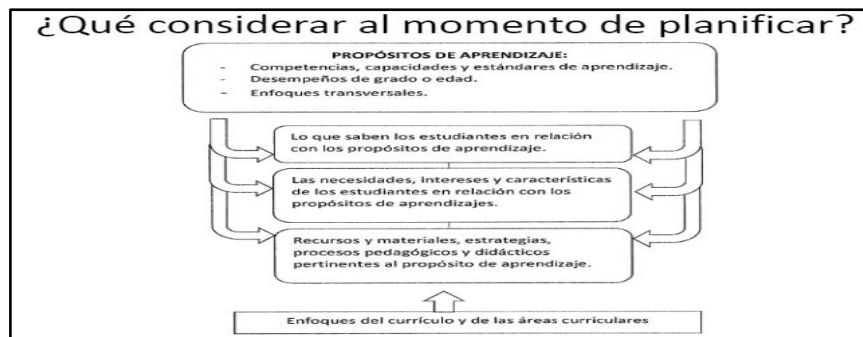 ¿Qué considerar al momento de planificar?
PROPÓSITOS DE APRENDIZAJE:
- Competencias, capacidades y estándares de aprendizaje.
- Desempeños de grado o edad.
- Enfoques transversales.
Lo que saben los estudiantes en relación
con los propósitos de aprendizaje.
Las necesidades, intereses y características
de los estudiantes en relación con los
propósitos de aprendizajes.
Recursos y materiales, estrategias,
procesos pedagógicos y didácticos
pertinentes al propósito de aprendizaje.
Enfoques del currículo y de las áreas curriculares